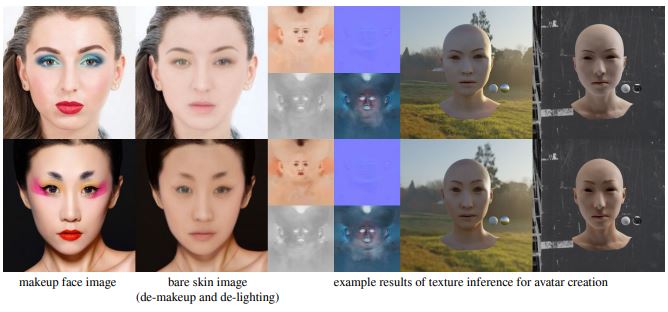 makeup face image
bare skin image
(de-makeup and de-lighting)
example results of texture inference for avatar creation